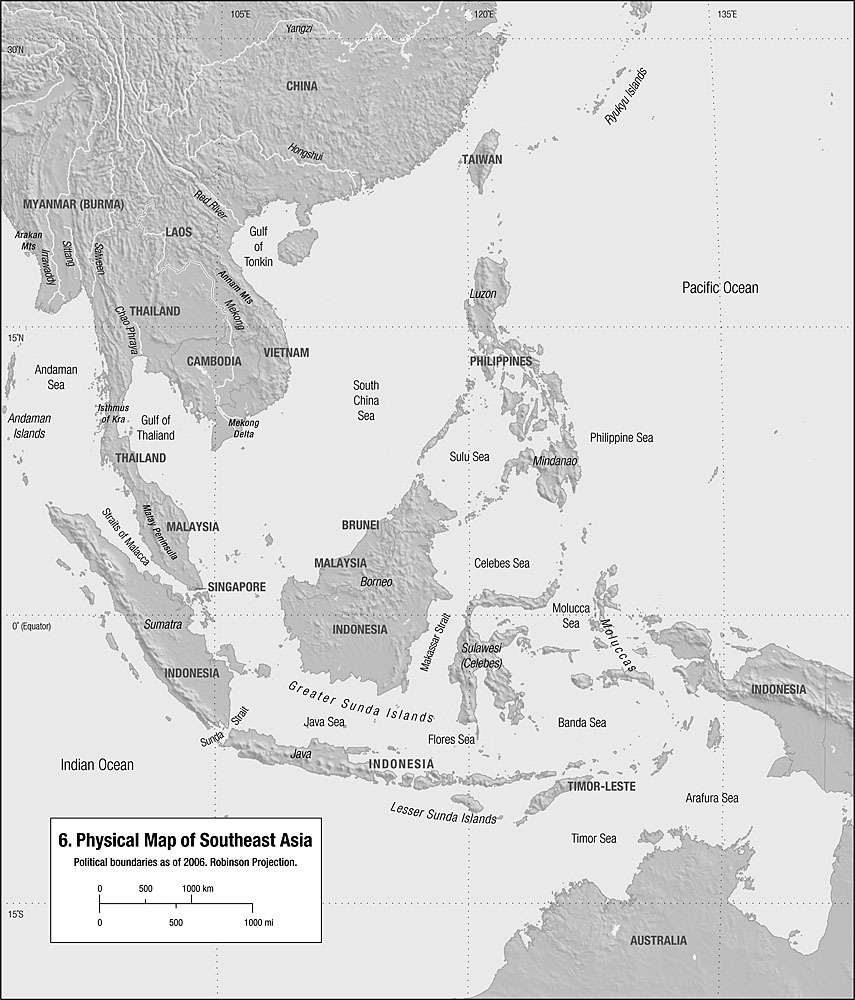 105°E
120°E
135°E
30°N
Yangzi
CHINA
Ryukyu Islands
Hongshui
TAIWAN
MYANMAR (BURMA)
Red River
LAOS
Gulf
of
Tonkin
Arakan
Mts
Irrawaddy
Sittang
Salween
Annam Mts
Mekong
Luzon
Pacific Ocean
THAILAND
Chao Phraya
15°N
VIETNAM
CAMBODIA
PHILIPPINES
Andaman
Sea
South
China
Sea
Isthmus
of Kra
Andaman
Islands
Gulf of
Thaliand
Mekong
Delta
Philippine Sea
THAILAND
Sulu Sea
Mindanao
Straits of Malacca
Malay Peninsula
MALAYSIA
BRUNEI
MALAYSIA
Borneo
Celebes Sea
SINGAPORE
Molucca
Sea
Moluccas
0° (Equator)
Sumatra
INDONESIA
Makassar Strait
Sulawesi
(Celebes)
INDONESIA
INDONESIA
Greater Sunda Islands
Java Sea
Banda Sea
Sunda Strait
Flores Sea
Java
INDONESIA
Indian Ocean
TIMOR-LESTE
Arafura Sea
Lesser Sunda Islands
Timor Sea
6. Physical Map of Southeast Asia
Political boundaries as of 2006. Robinson Projection.
0 500 1000 km
0 500 1000 mi
15°S
AUSTRALIA